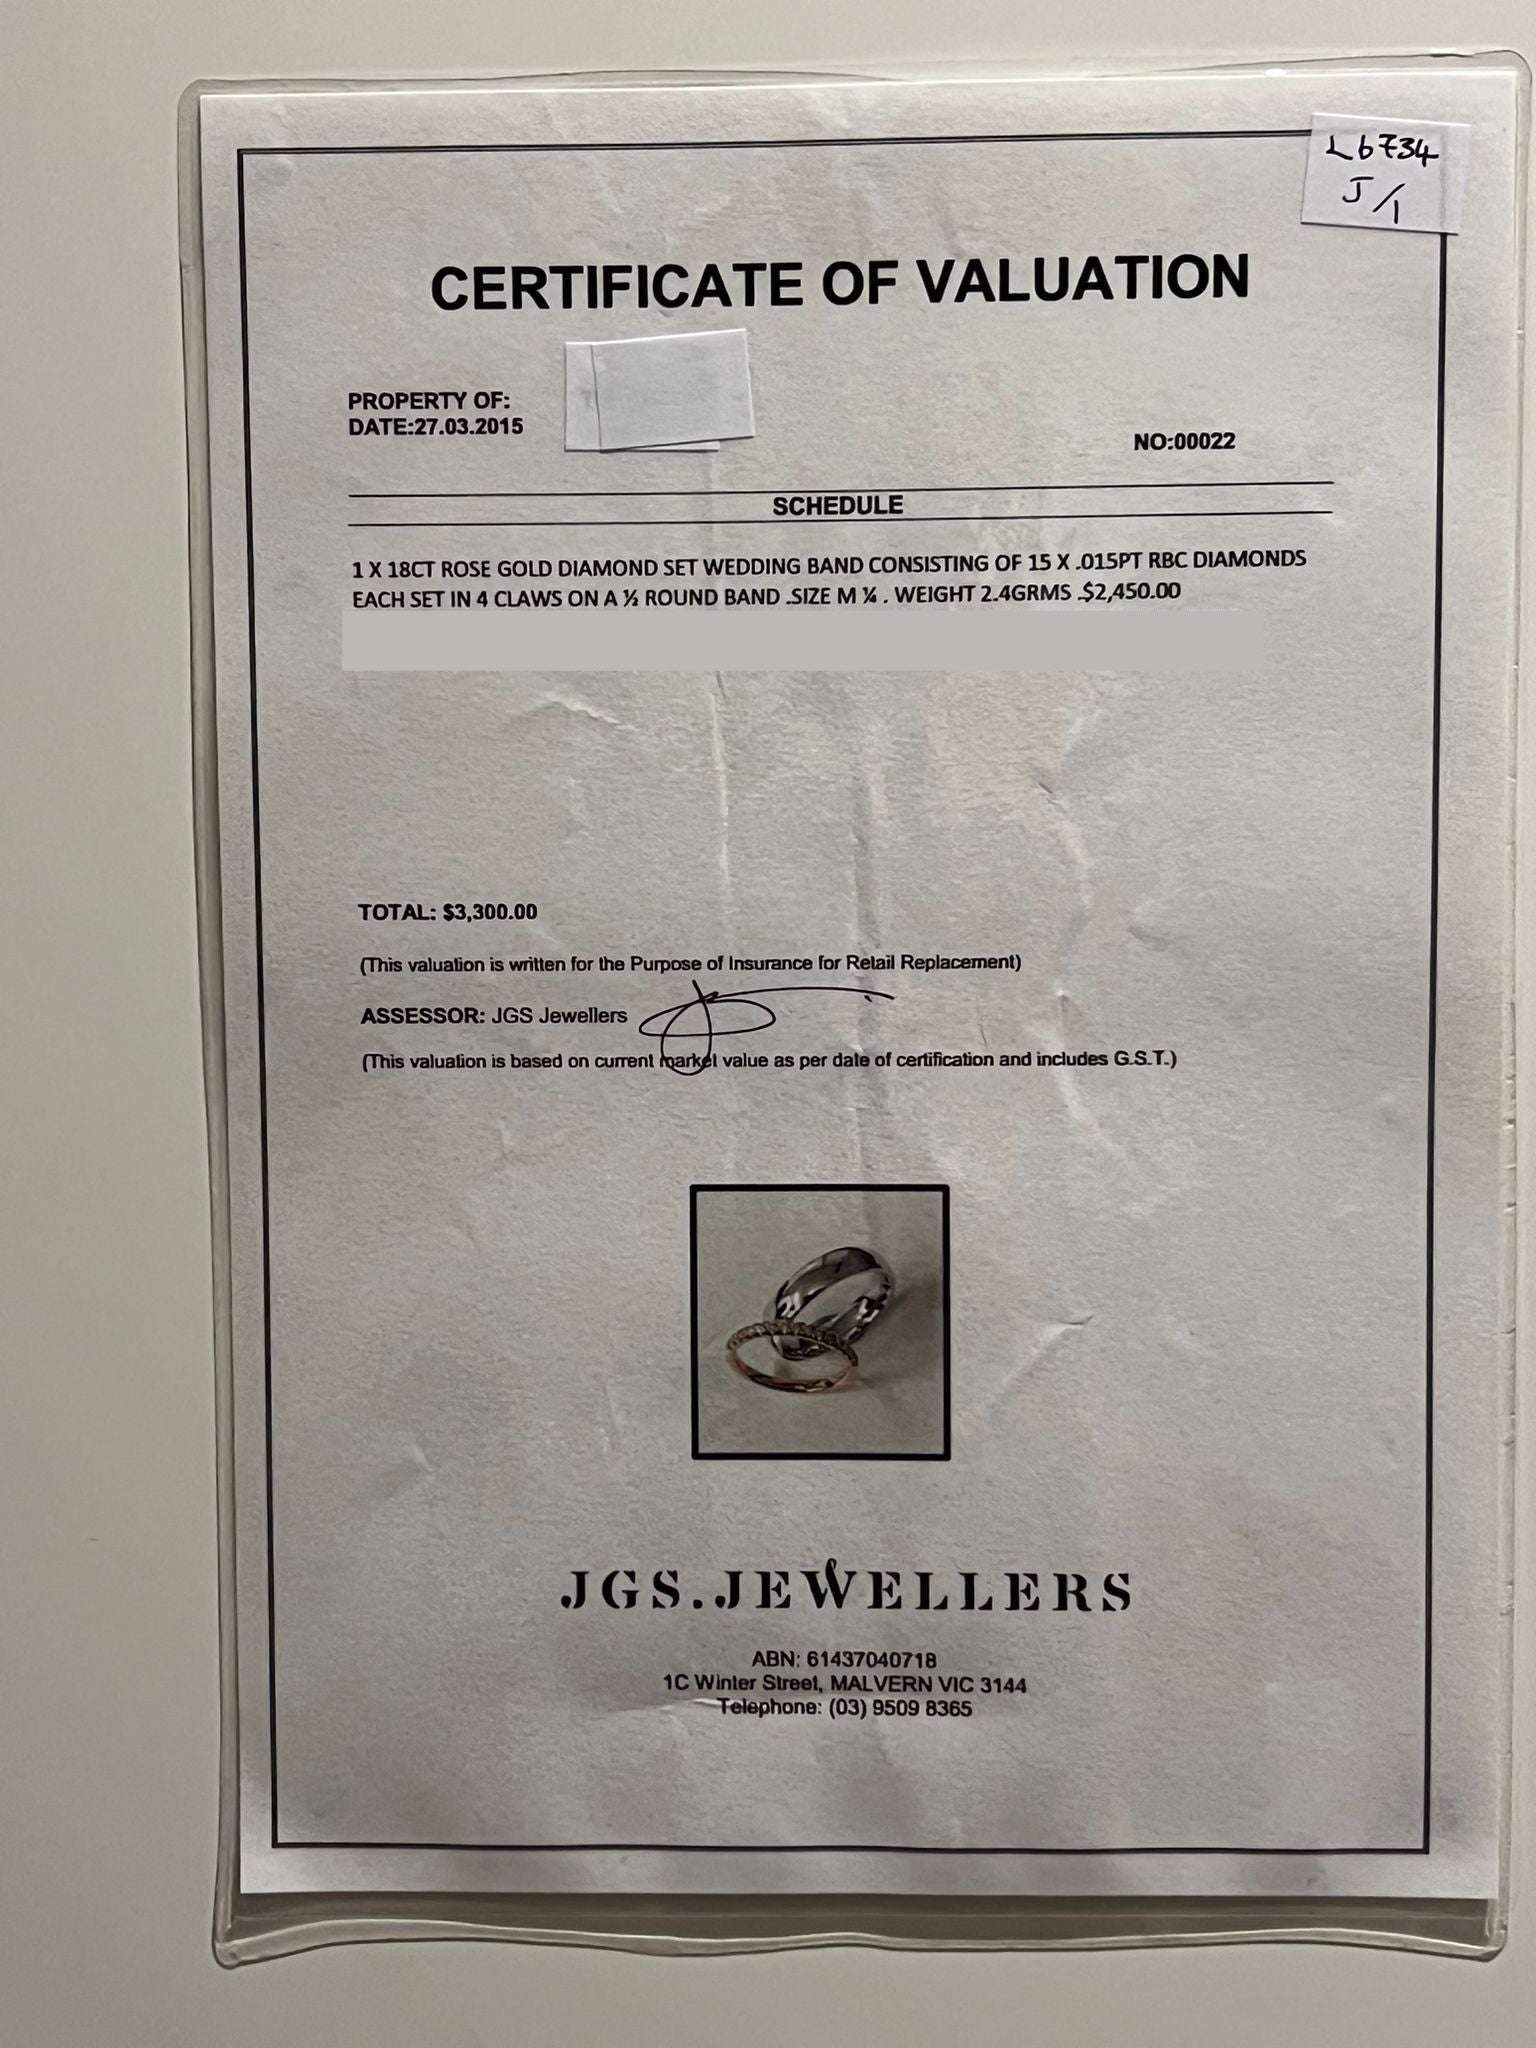 L6734
J/1
CERTIFICATE OF VALUATION
PROPERTY OF:
DATE:27.03.2015
NO:00022
SCHEDULE
1 X 18CT ROSE GOLD DIAMOND SET WEDDING BAND CONSISTING OF 15 X .015PT RBC DIAMONDS
EACH SET IN 4 CLAWS ON A ½ ROUND BAND .SIZE M ¼ . WEIGHT 2.4GRMS .$2,450.00
TOTAL: $3,300.00
(This valuation is written for the Purpose of Insurance for Retail Replacement)
ASSESSOR: JGS Jewellers
(This valuation is based on current market value as per date of certification and includes G.S.T.)
JGS.JEWELLERS
ABN: 61437040718
1C Winter Street, MALVERN VIC 3144
Telephone: (03) 9509 8365